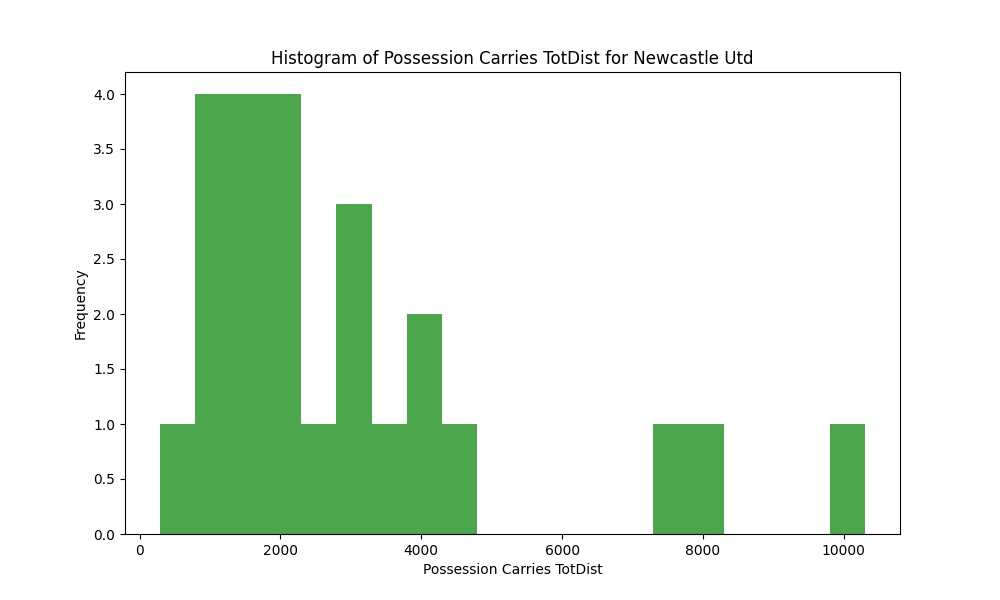 Histogram of Possession Carries TotDist for Newcastle Utd
4.0
3.5
3.0
2.5
2.0
1.5
1.0
0.5
0.0
Frequency
0 2000 4000 6000 8000 10000
Possession Carries TotDist